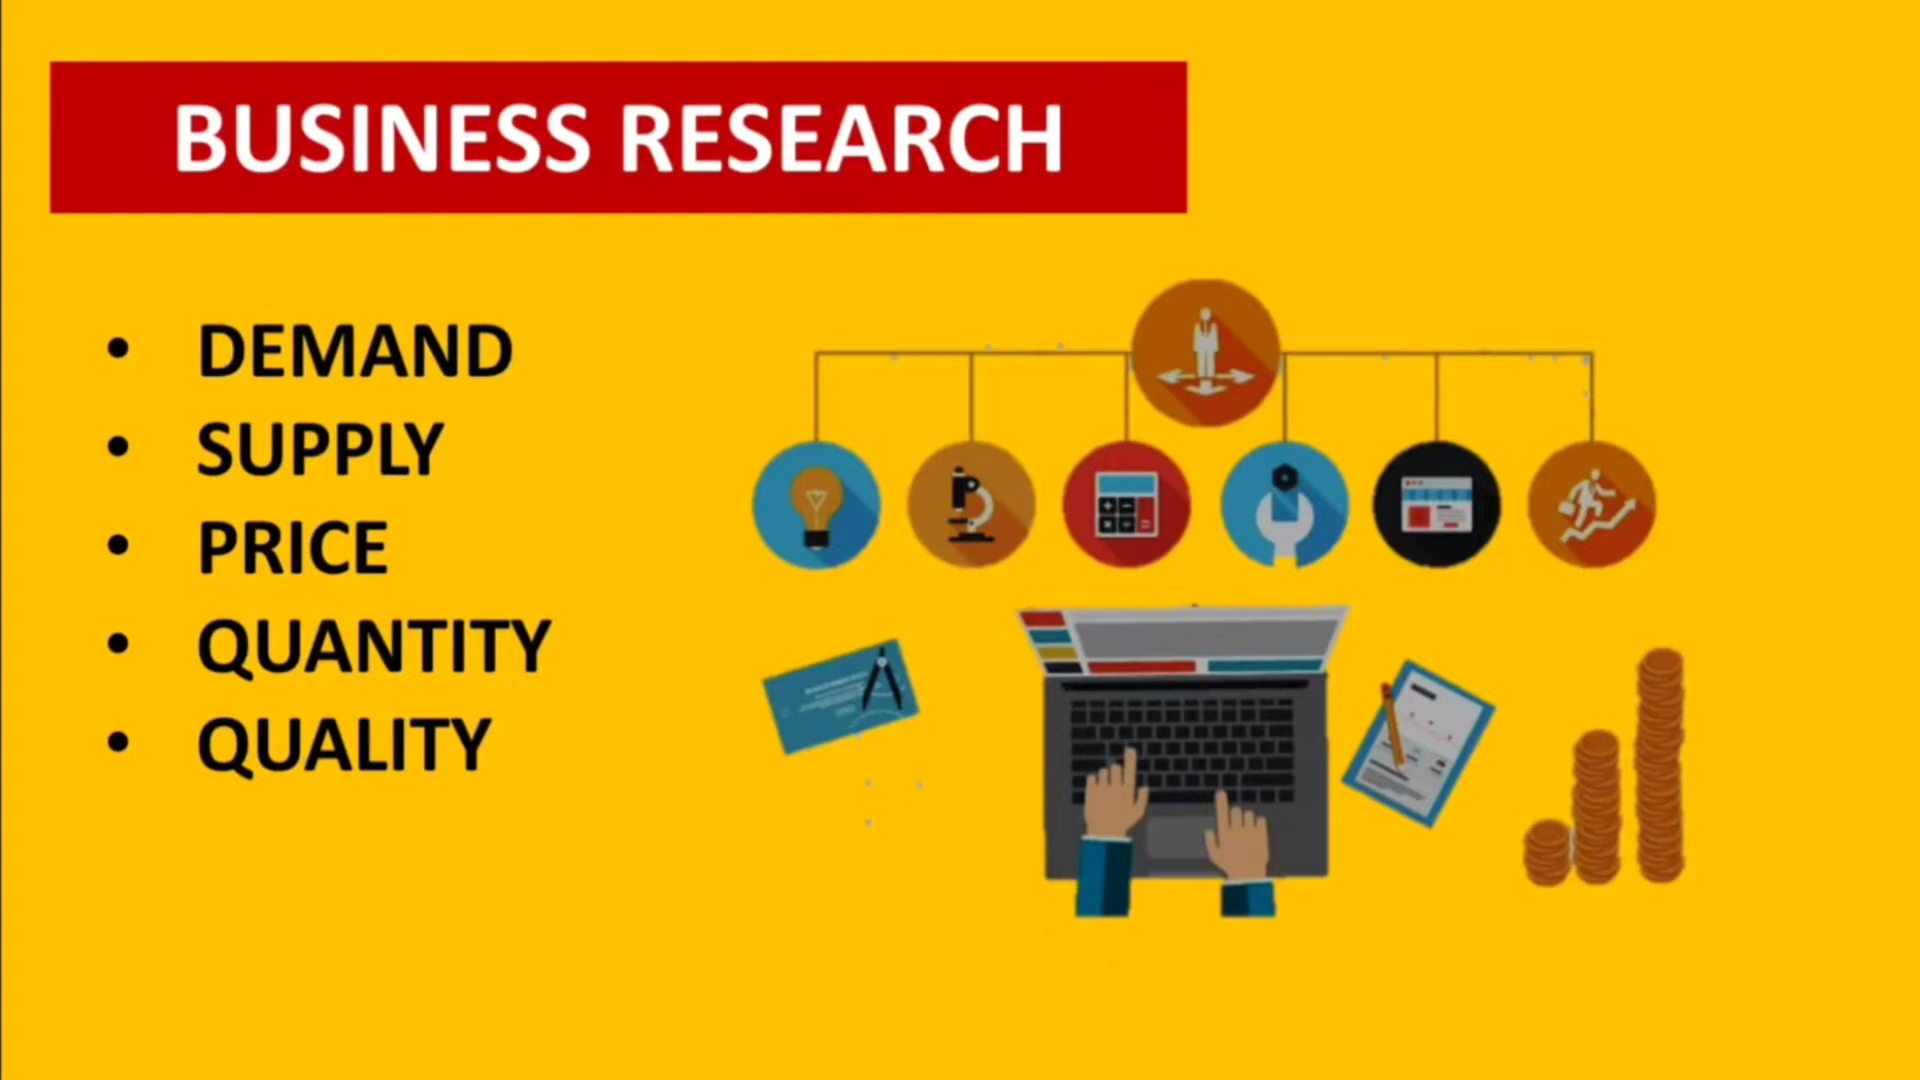 BUSINESS RESEARCH
• DEMAND
• SUPPLY
• PRICE
• QUANTITY
• QUALITY